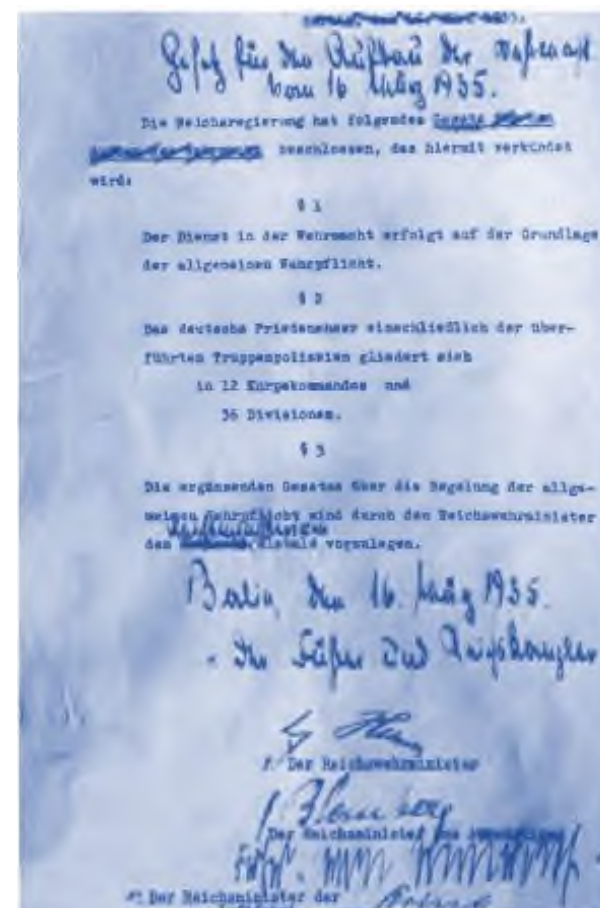 Gesetz für den Aufbau der Wehrmacht
vom 16 März 1935.
Die Reichsregierung hat folgendes Gesetz
beschlossen, das hiermit verkündet
wird:
§ 1
Der Dienst in der Wehrmacht erfolgt auf der Grundlage
der allgemeinen Wehrpflicht.
§ 2
Das deutsche Friedensheer einschließlich der über-
führten Truppenpolizeien gliedert sich
in 12 Korpskommandos und
36 Divisionen.
§ 3
Die ergänzenden Gesetze über die Regelung der allge-
meinen Wehrpflicht sind durch den Reichswehrminister
den alsbald vorzulegen.
Berlin, den 16. März 1935.
Der Führer und Reichskanzler
Der Reichswehrminister
Blomberg
Der Reichsminister des
Der Reichsminister der